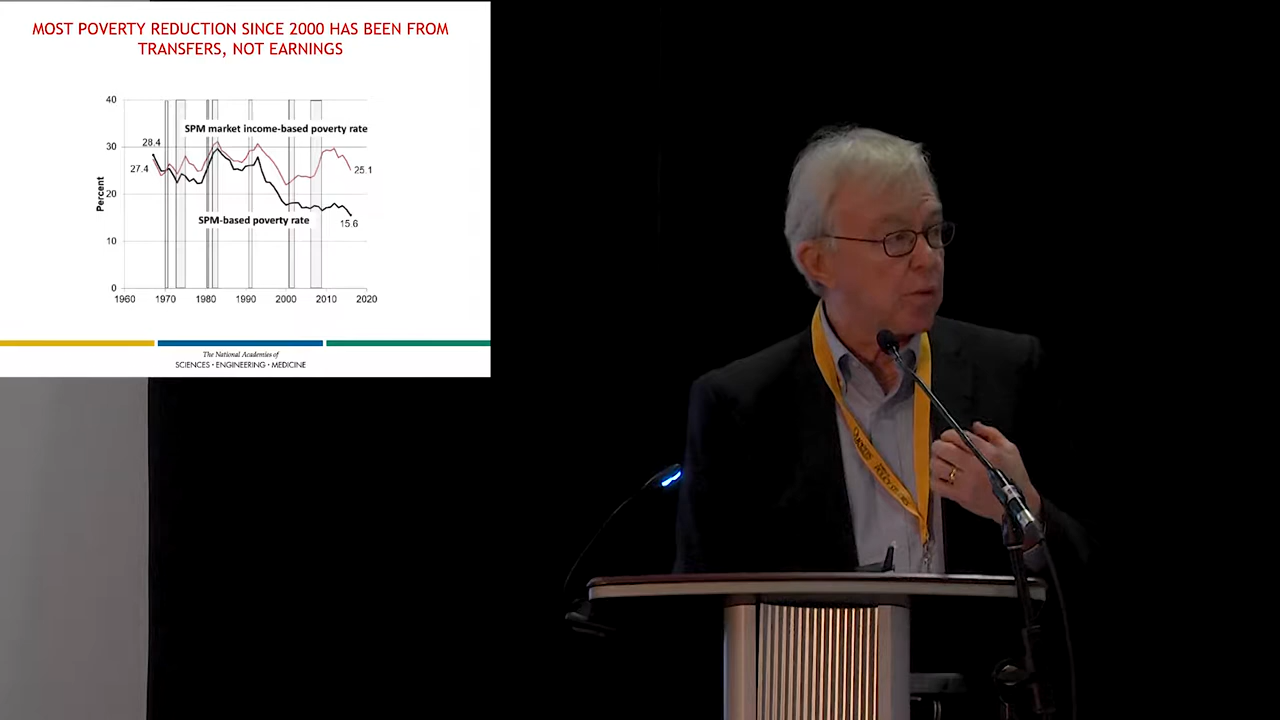 MOST POVERTY REDUCTION SINCE 2000 HAS BEEN FROM
TRANSFERS, NOT EARNINGS
40
SPM market income-based poverty rate
28.4
30
27.4
25.1
Percent
20
SPM-based poverty rate
15.6
10
0
1960
1970
1980
1990
2000
2010
2020
The National Academies of
SCIENCES • ENGINEERING • MEDICINE